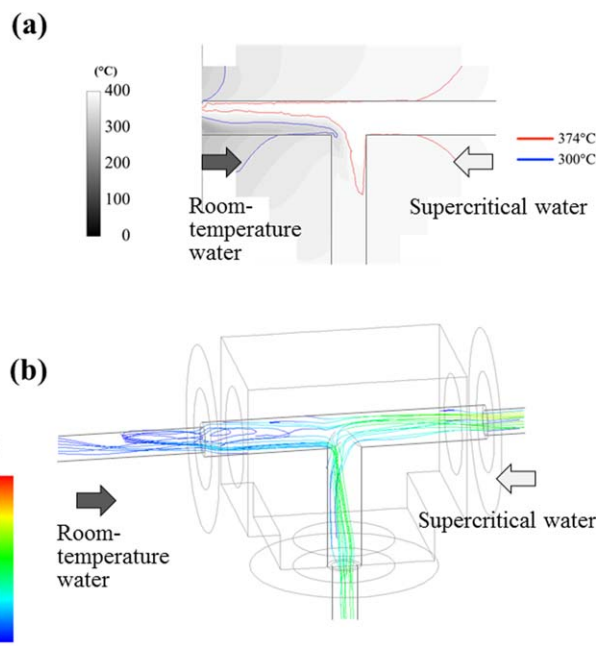 (a)
(°C)
400
300
200
100
0
374°C
300°C
Room-
temperature
water
Supercritical water
(b)
Room-
temperature
water
Supercritical water